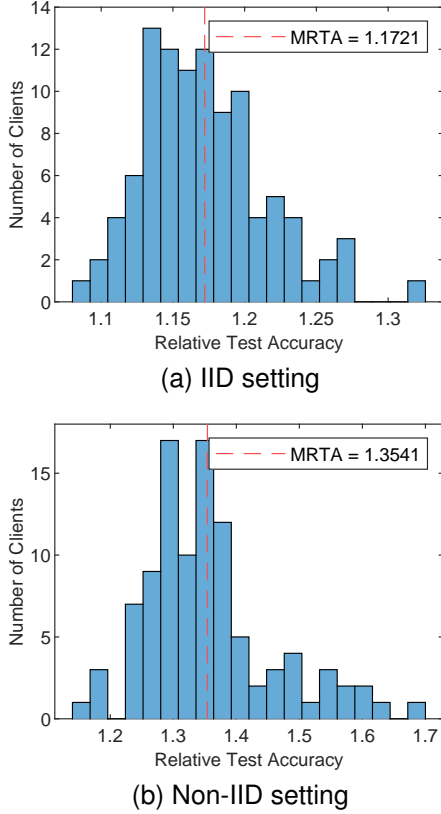 14
12
10
8
6
4
2
0
Number of Clients
MRTA = 1.1721
1.1 1.15 1.2 1.25 1.3
Relative Test Accuracy
(a) IID setting
15
10
5
0
Number of Clients
MRTA = 1.3541
1.2 1.3 1.4 1.5 1.6 1.7
Relative Test Accuracy
(b) Non-IID setting